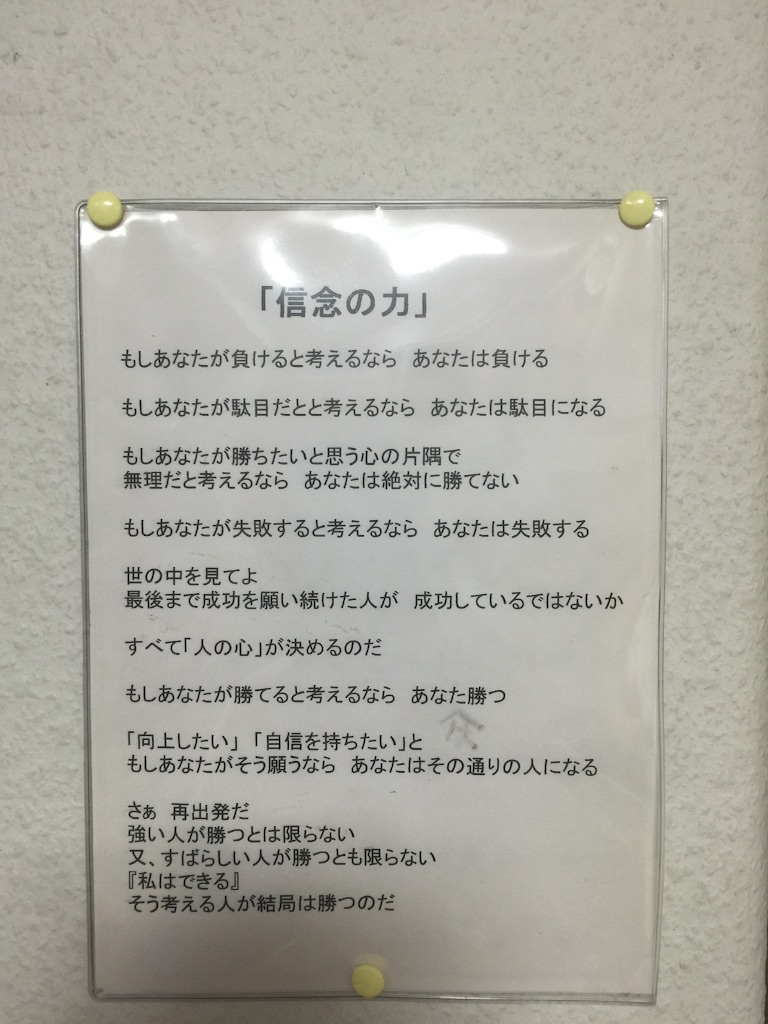 「信念の力」
もしあなたが負けると考えるなら　あなたは負ける
もしあなたが駄目だとと考えるなら　あなたは駄目になる
もしあなたが勝ちたいと思う心の片隅で
無理だと考えるなら　あなたは絶対に勝てない
もしあなたが失敗すると考えるなら　あなたは失敗する
世の中を見てよ
最後まで成功を願い続けた人が　成功しているではないか
すべて「人の心」が決めるのだ
もしあなたが勝てると考えるなら　あなた勝つ
「向上したい」「自信を持ちたい」と
もしあなたがそう願うなら　あなたはその通りの人になる
さぁ　再出発だ
強い人が勝つとは限らない
又、すばらしい人が勝つとも限らない
『私はできる』
そう考える人が結局は勝つのだ